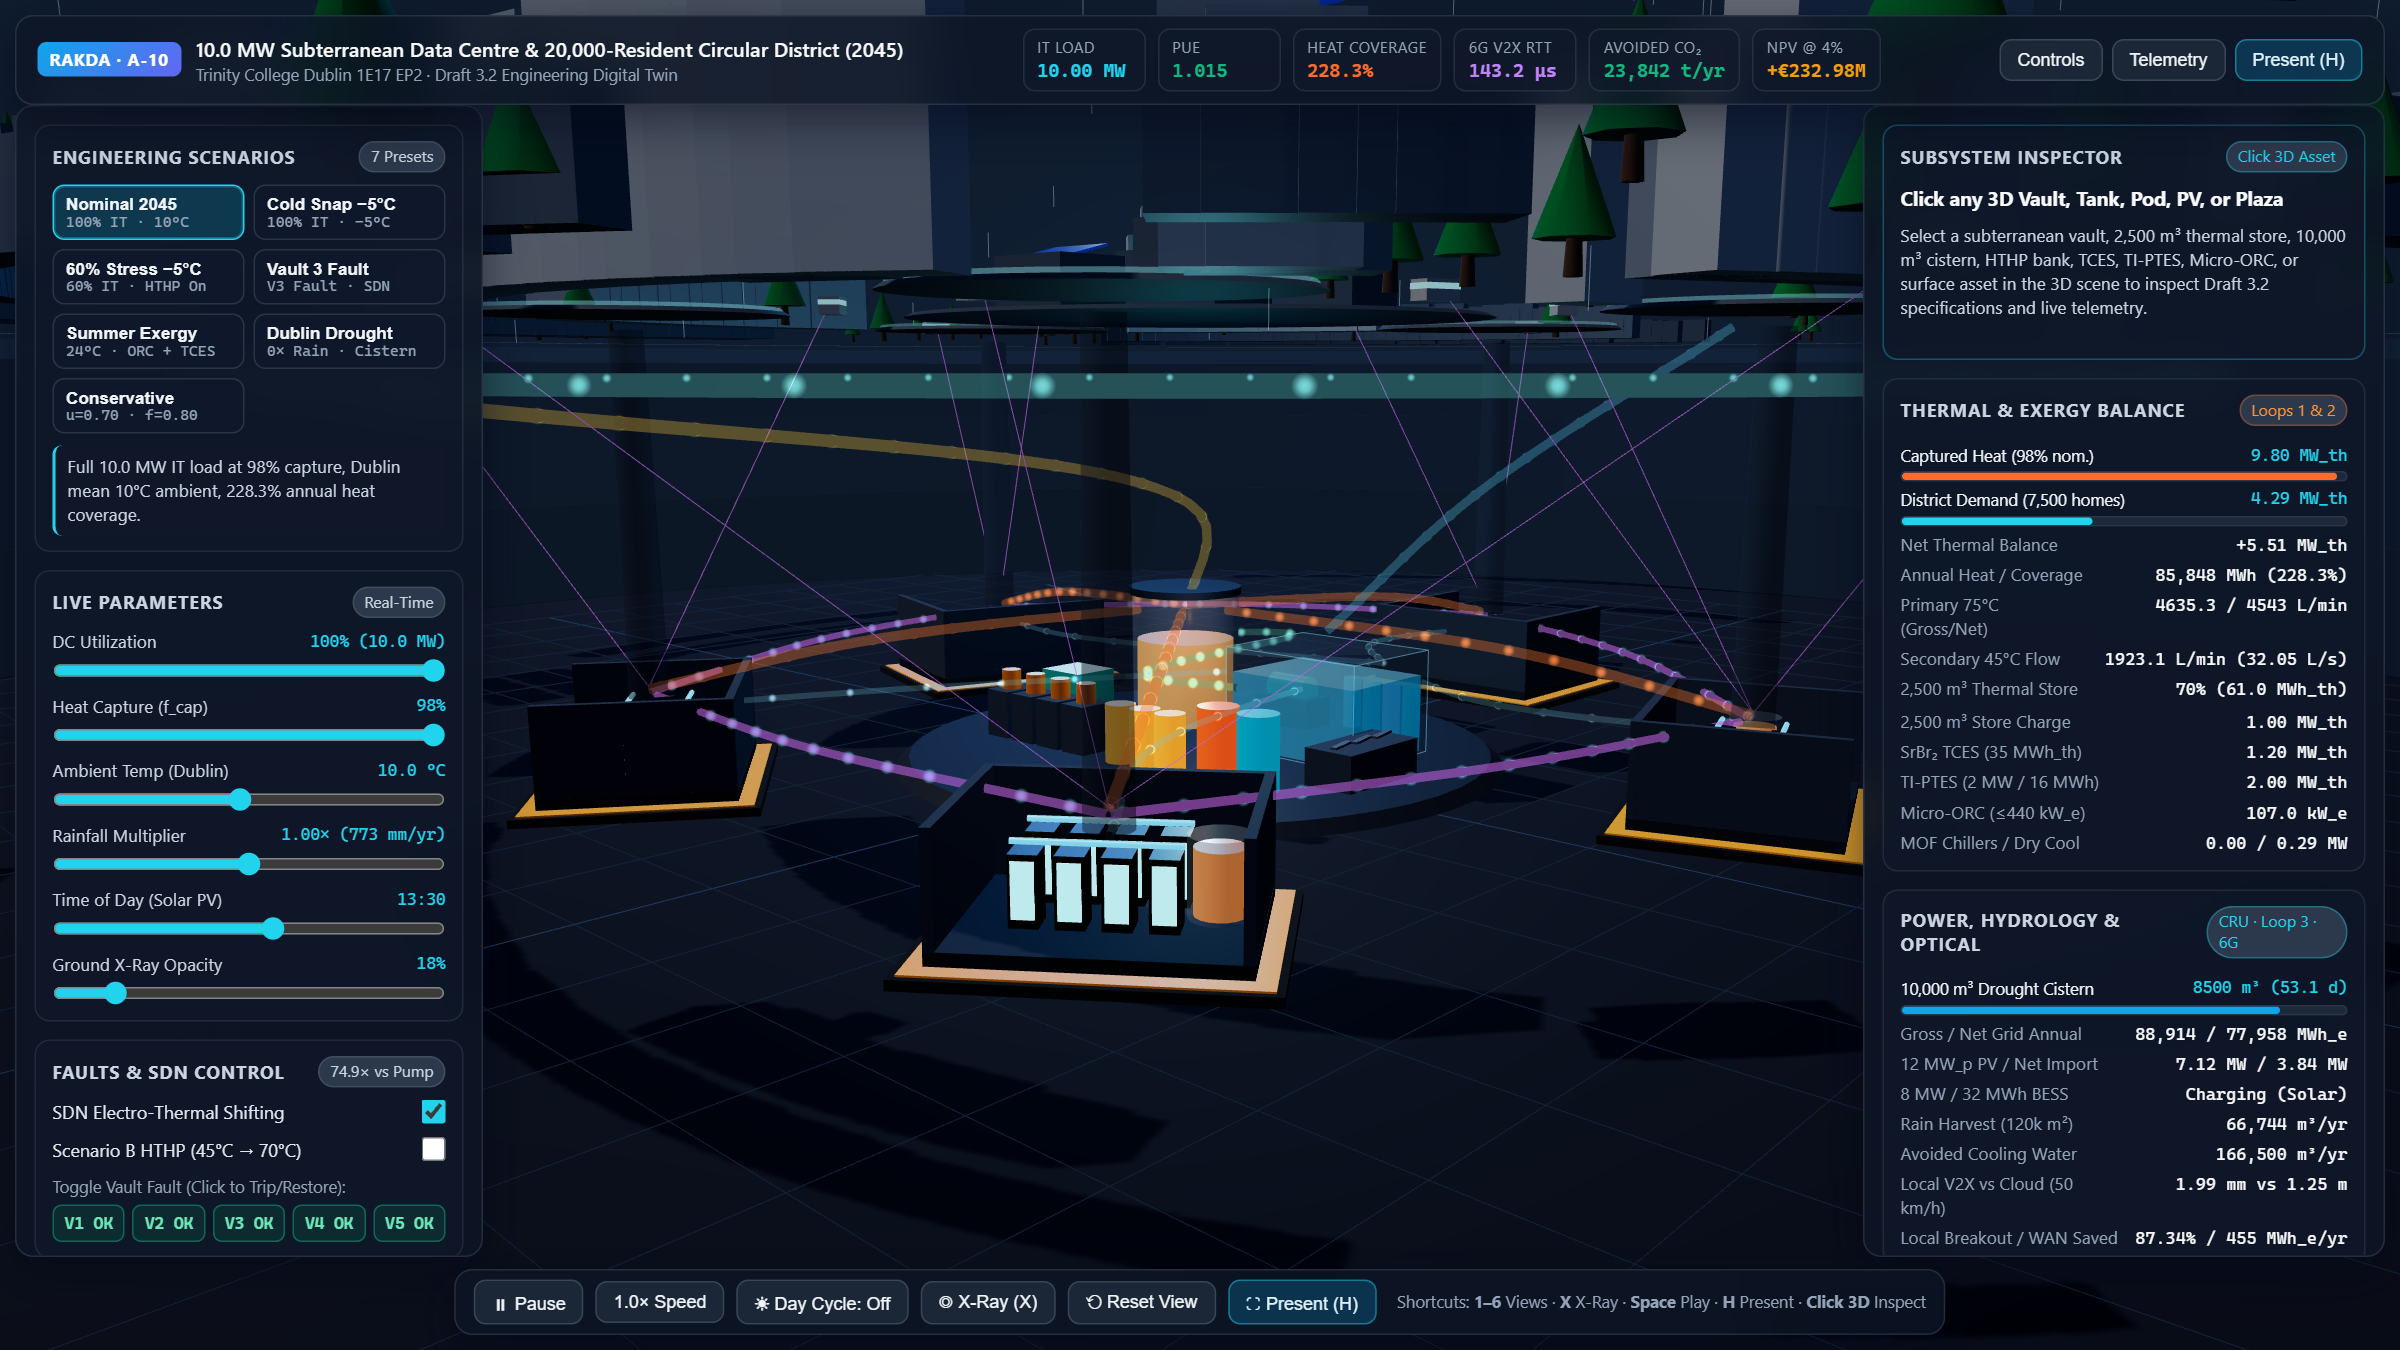 RAKDA · A-10
10.0 MW Subterranean Data Centre & 20,000-Resident Circular District (2045)
Trinity College Dublin 1E17 EP2 · Draft 3.2 Engineering Digital Twin
IT LOAD
10.00 MW
PUE
1.015
HEAT COVERAGE
228.3%
6G V2X RTT
143.2 µs
AVOIDED CO₂
23,842 t/yr
NPV @ 4%
+€232.98M
Controls
Telemetry
Present (H)
ENGINEERING SCENARIOS
7 Presets
Nominal 2045
100% IT · 10°C
Cold Snap −5°C
100% IT · −5°C
60% Stress −5°C
60% IT · HTHP On
Vault 3 Fault
V3 Fault · SDN
Summer Exergy
24°C · ORC + TCES
Dublin Drought
0× Rain · Cistern
Conservative
u=0.70 · f=0.80
Full 10.0 MW IT load at 98% capture, Dublin
mean 10°C ambient, 228.3% annual heat
coverage.
LIVE PARAMETERS
Real-Time
DC Utilization
100% (10.0 MW)
Heat Capture (f_cap)
98%
Ambient Temp (Dublin)
10.0 °C
Rainfall Multiplier
1.00× (773 mm/yr)
Time of Day (Solar PV)
13:30
Ground X-Ray Opacity
18%
FAULTS & SDN CONTROL
74.9× vs Pump
SDN Electro-Thermal Shifting
Scenario B HTHP (45°C → 70°C)
Toggle Vault Fault (Click to Trip/Restore):
V1 OK
V2 OK
V3 OK
V4 OK
V5 OK
SUBSYSTEM INSPECTOR
Click 3D Asset
Click any 3D Vault, Tank, Pod, PV, or Plaza
Select a subterranean vault, 2,500 m³ thermal store, 10,000
m³ cistern, HTHP bank, TCES, TI-PTES, Micro-ORC, or
surface asset in the 3D scene to inspect Draft 3.2
specifications and live telemetry.
THERMAL & EXERGY BALANCE
Loops 1 & 2
Captured Heat (98% nom.)
9.80 MW_th
District Demand (7,500 homes)
4.29 MW_th
Net Thermal Balance
+5.51 MW_th
Annual Heat / Coverage
85,848 MWh (228.3%)
Primary 75°C
(Gross/Net)
4635.3 / 4543 L/min
Secondary 45°C Flow
1923.1 L/min (32.05 L/s)
2,500 m³ Thermal Store
70% (61.0 MWh_th)
2,500 m³ Store Charge
1.00 MW_th
SrBr₂ TCES (35 MWh_th)
1.20 MW_th
TI-PTES (2 MW / 16 MWh)
2.00 MW_th
Micro-ORC (≤440 kW_e)
107.0 kW_e
MOF Chillers / Dry Cool
0.00 / 0.29 MW
POWER, HYDROLOGY &
OPTICAL
CRU · Loop 3 ·
6G
10,000 m³ Drought Cistern
8500 m³ (53.1 d)
Gross / Net Grid Annual
88,914 / 77,958 MWh_e
12 MW_p PV / Net Import
7.12 MW / 3.84 MW
8 MW / 32 MWh BESS
Charging (Solar)
Rain Harvest (120k m²)
66,744 m³/yr
Avoided Cooling Water
166,500 m³/yr
Local V2X vs Cloud (50
km/h)
1.99 mm vs 1.25 m
Local Breakout / WAN Saved
87.34% / 455 MWh_e/yr
⏸ Pause
1.0× Speed
☀ Day Cycle: Off
◎ X-Ray (X)
⟲ Reset View
⛶ Present (H)
Shortcuts: 1–6 Views · X X-Ray · Space Play · H Present · Click 3D Inspect